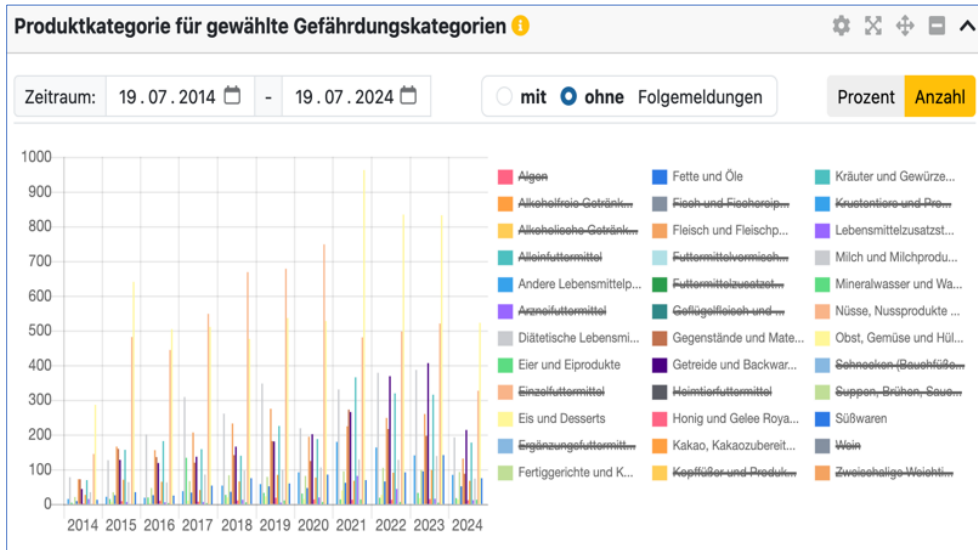 Produktkategorie für gewählte Gefährdungskategorien
Zeitraum: 19.07.2014 - 19.07.2024 mit ohne Folgemeldungen Prozent Anzahl
1000
900
800
700
600
500
400
300
200
100
0
2014 2015 2016 2017 2018 2019 2020 2021 2022 2023 2024
Algen
Alkoholfreie Getränk...
Alkoholische Getränk...
Alleinfuttermittel
Andere Lebensmittelp...
Arzneifuttermittel
Diätetische Lebensmi...
Eier und Eiprodukte
Einzelfuttermittel
Eis und Desserts
Ergänzungsfuttermitt...
Fertiggerichte und K...
Fette und Öle
Fisch und Fischereip...
Fleisch und Fleischp...
Futtermittelvormisch...
Futtermittelzusatzst...
Geflügelfleisch und ...
Gegenstände und Mate...
Getreide und Backwar...
Heimtierfuttermittel
Honig und Gelee Roya...
Kakao, Kakaozubereit...
Kopffüßer und Produk...
Kräuter und Gewürze...
Krustentiere und Pro...
Lebensmittelzusatzst...
Milch und Milchprodu...
Mineralwasser und Wa...
Nüsse, Nussprodukte ...
Obst, Gemüse und Hül...
Schnecken (Bauchfüße...
Suppen, Brühen, Sauc...
Süßwaren
Wein
Zweischalige Weichti...